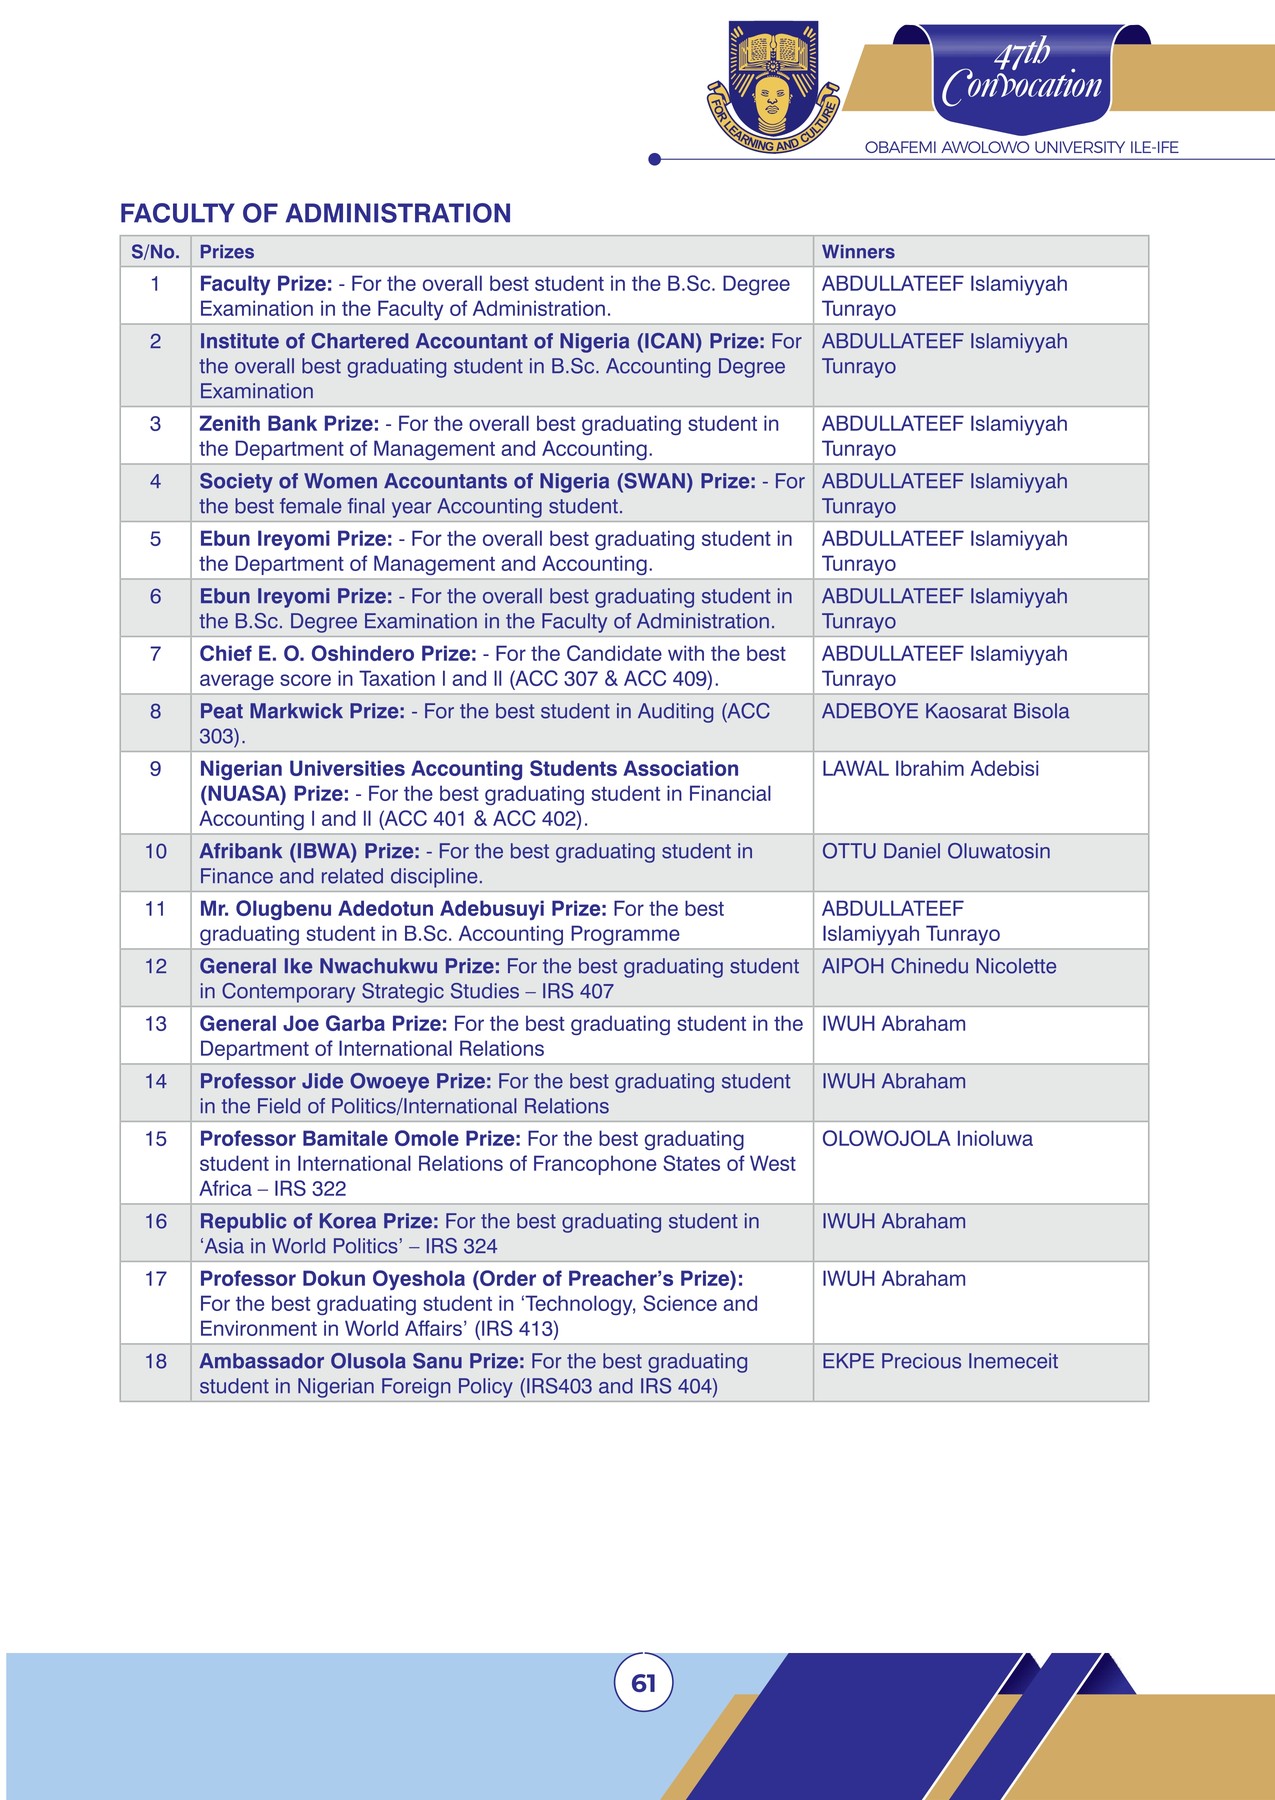 47th
Convocation
FOR LEARNING AND CULTURE
OBAFEMI AWOLOWO UNIVERSITY ILE-IFE
FACULTY OF ADMINISTRATION
S/No. Prizes Winners
1 Faculty Prize: - For the overall best student in the B.Sc. Degree ABDULLATEEF Islamiyyah
Examination in the Faculty of Administration. Tunrayo
2 Institute of Chartered Accountant of Nigeria (ICAN) Prize: For ABDULLATEEF Islamiyyah
the overall best graduating student in B.Sc. Accounting Degree Tunrayo
Examination
3 Zenith Bank Prize: - For the overall best graduating student in ABDULLATEEF Islamiyyah
the Department of Management and Accounting. Tunrayo
4 Society of Women Accountants of Nigeria (SWAN) Prize: - For ABDULLATEEF Islamiyyah
the best female final year Accounting student. Tunrayo
5 Ebun Ireyomi Prize: - For the overall best graduating student in ABDULLATEEF Islamiyyah
the Department of Management and Accounting. Tunrayo
6 Ebun Ireyomi Prize: - For the overall best graduating student in ABDULLATEEF Islamiyyah
the B.Sc. Degree Examination in the Faculty of Administration. Tunrayo
7 Chief E. O. Oshindero Prize: - For the Candidate with the best ABDULLATEEF Islamiyyah
average score in Taxation I and II (ACC 307 & ACC 409). Tunrayo
8 Peat Markwick Prize: - For the best student in Auditing (ACC ADEBOYE Kaosarat Bisola
303).
9 Nigerian Universities Accounting Students Association LAWAL Ibrahim Adebisi
(NUASA) Prize: - For the best graduating student in Financial
Accounting I and II (ACC 401 & ACC 402).
10 Afribank (IBWA) Prize: - For the best graduating student in OTTU Daniel Oluwatosin
Finance and related discipline.
11 Mr. Olugbenu Adedotun Adebusuyi Prize: For the best ABDULLATEEF
graduating student in B.Sc. Accounting Programme Islamiyyah Tunrayo
12 General Ike Nwachukwu Prize: For the best graduating student AIPOH Chinedu Nicolette
in Contemporary Strategic Studies – IRS 407
13 General Joe Garba Prize: For the best graduating student in the IWUH Abraham
Department of International Relations
14 Professor Jide Owoeye Prize: For the best graduating student IWUH Abraham
in the Field of Politics/International Relations
15 Professor Bamitale Omole Prize: For the best graduating OLOWOJOLA Inioluwa
student in International Relations of Francophone States of West
Africa – IRS 322
16 Republic of Korea Prize: For the best graduating student in IWUH Abraham
‘Asia in World Politics’ – IRS 324
17 Professor Dokun Oyeshola (Order of Preacher’s Prize): IWUH Abraham
For the best graduating student in ‘Technology, Science and
Environment in World Affairs’ (IRS 413)
18 Ambassador Olusola Sanu Prize: For the best graduating EKPE Precious Inemeceit
student in Nigerian Foreign Policy (IRS403 and IRS 404)
61